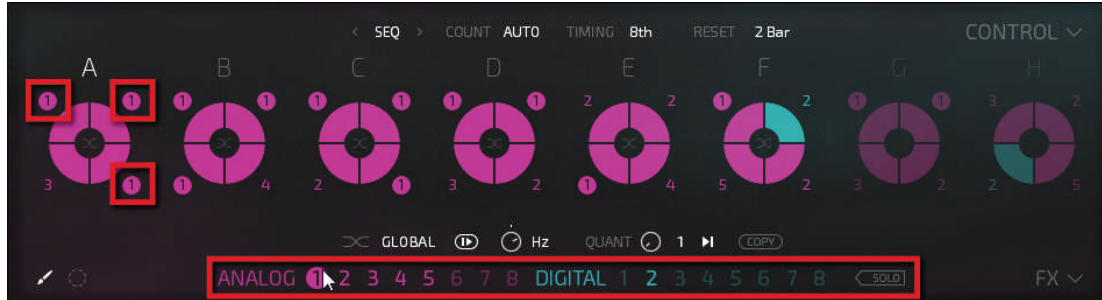 < SEQ > COUNT AUTO TIMING 8th RESET 2 Bar CONTROL
A B C D E F G H
1 1 1 1 1 1 1 1 2 2 1 2 1 1 3 2
3 1 1 4 2 1 3 2 1 4 5 2 3 2 2 5
GLOBAL Hz QUANT 1 COPY
ANALOG 1 2 3 4 5 6 7 8 DIGITAL 1 2 3 4 5 6 7 8 SOLO FX